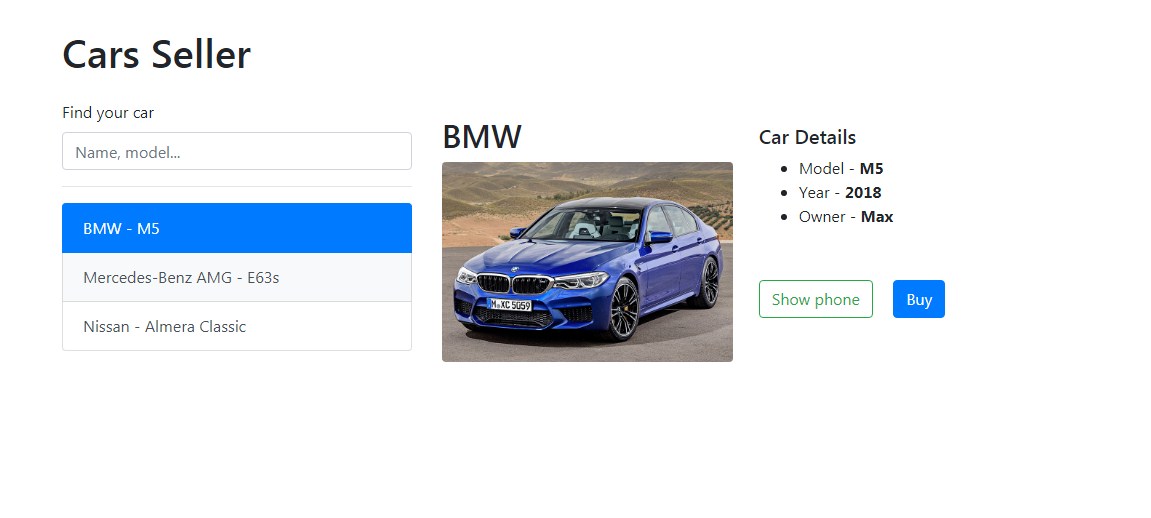 Cars Seller
Find your car
Name, model...
BMW - M5
Mercedes-Benz AMG - E63s
Nissan - Almera Classic
BMW
M XC 5059
Car Details
Model - M5
Year - 2018
Owner - Max
Show phone
Buy